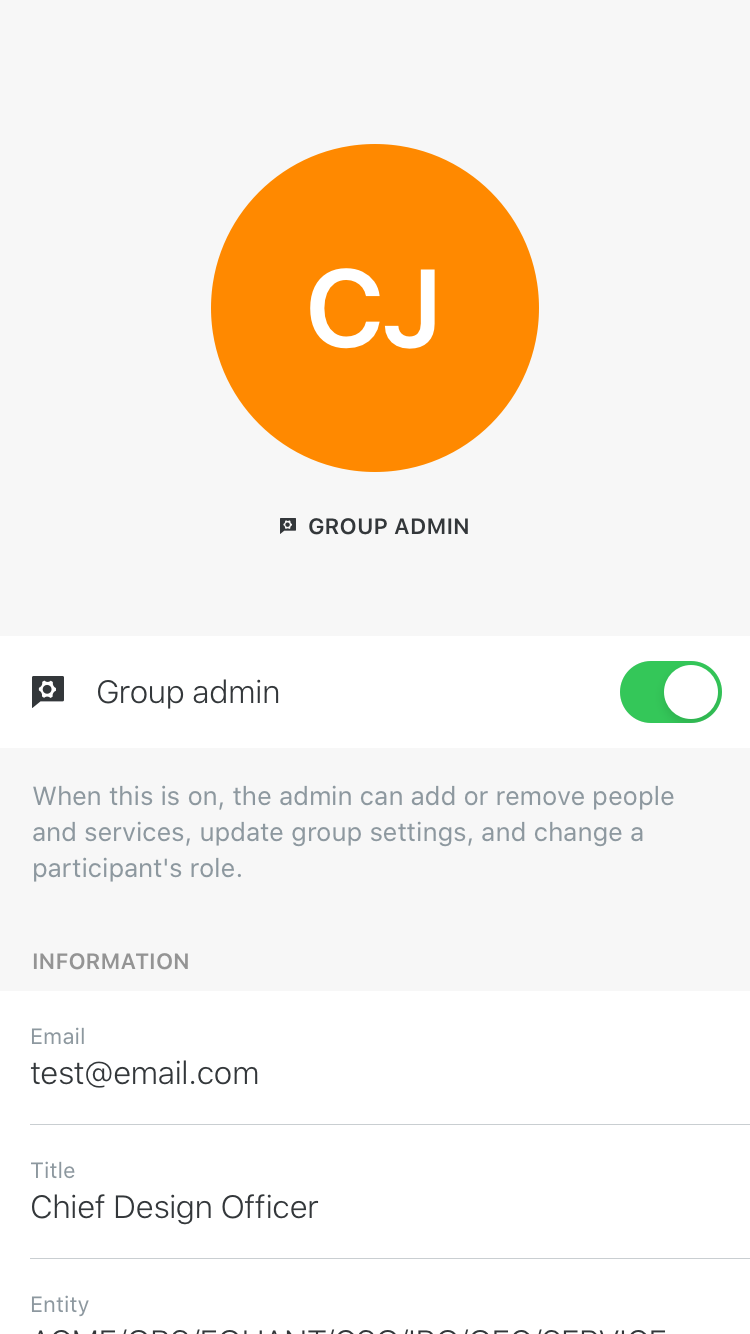 CJ
GROUP ADMIN
Group admin
When this is on, the admin can add or remove people
and services, update group settings, and change a
participant's role.
INFORMATION
Email
test@email.com
Title
Chief Design Officer
Entity